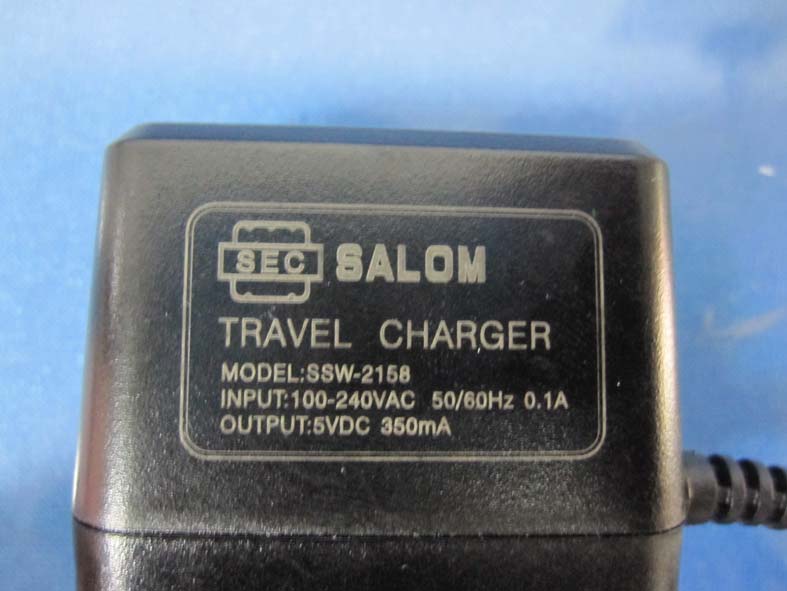 SEC SALOM
TRAVEL CHARGER
MODEL:SSW-2158
INPUT:100-240VAC 50/60Hz 0.1A
OUTPUT:5VDC 350mA